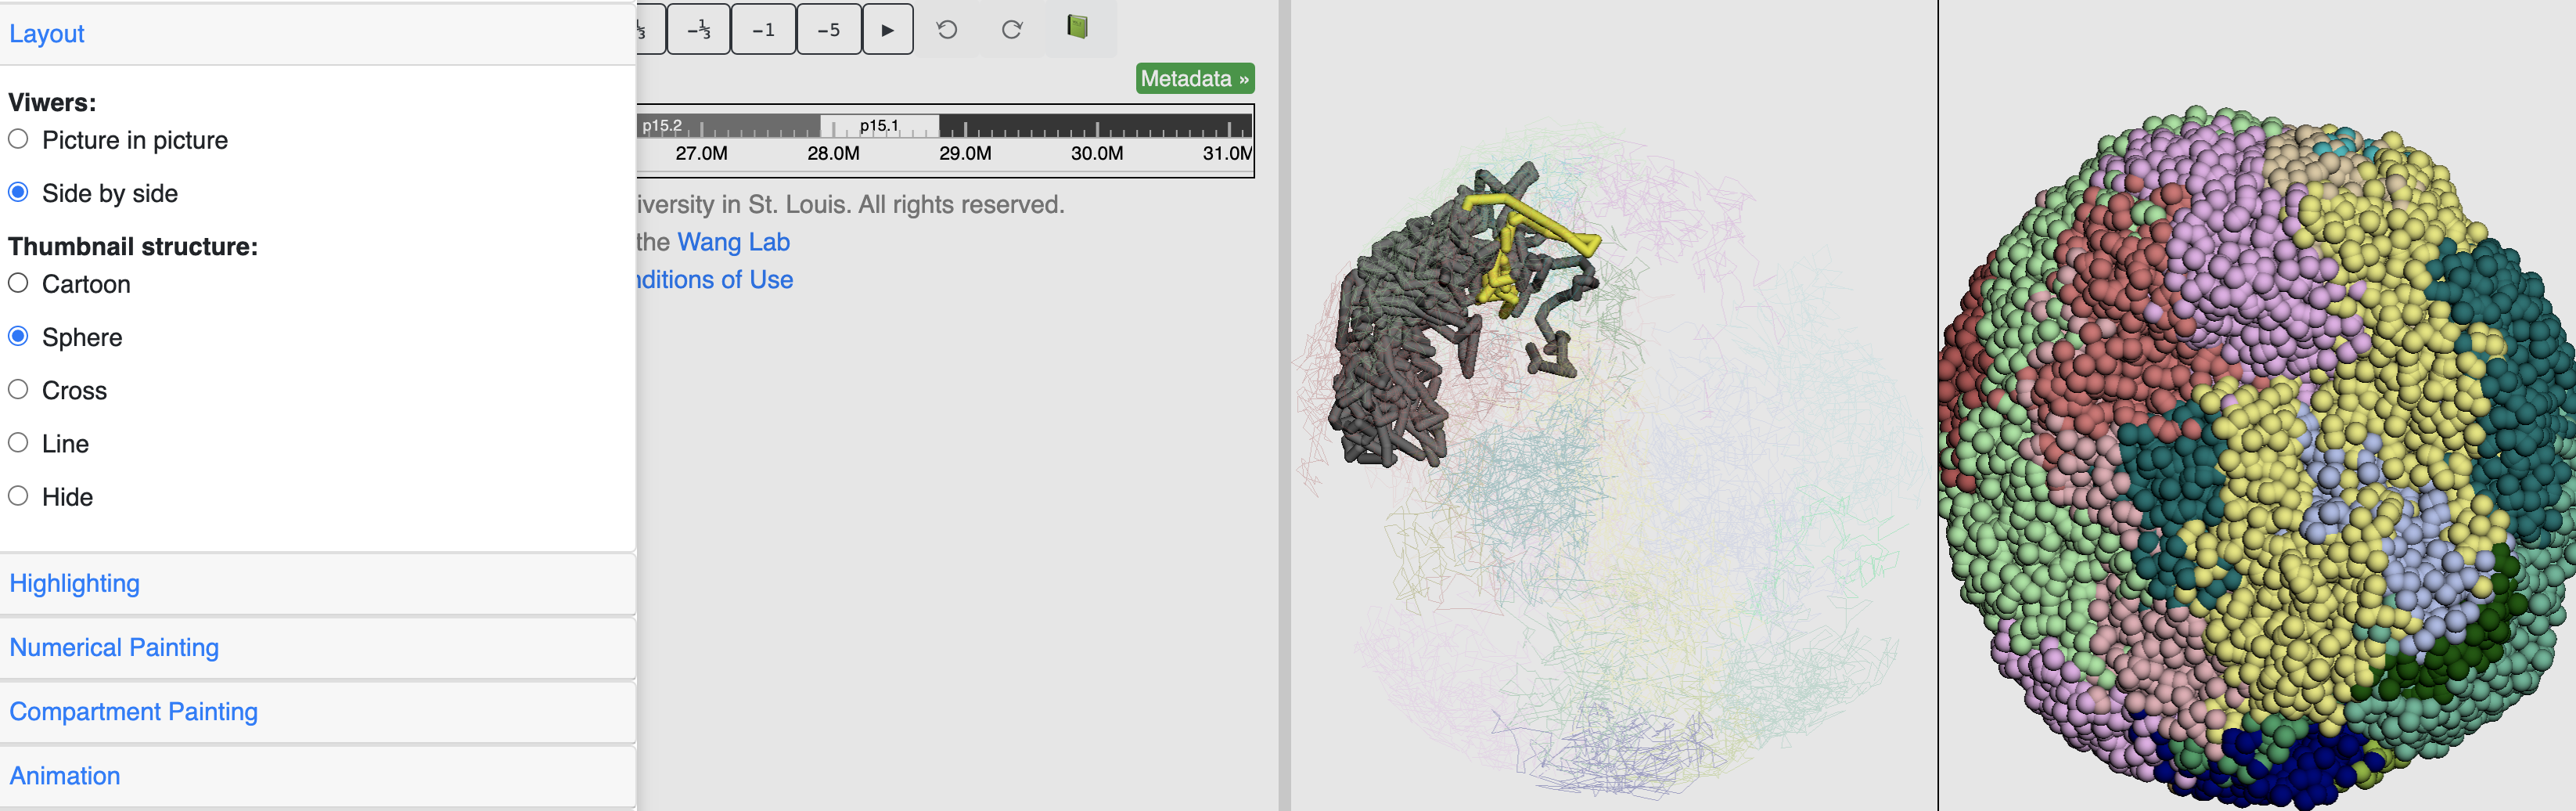 Layout
Viwers:
Picture in picture
Side by side
Thumbnail structure:
Cartoon
Sphere
Cross
Line
Hide
Highlighting
Numerical Painting
Compartment Painting
Animation
⅓ -⅓ -1 -5 ▶
Metadata »
p15.2 p15.1
27.0M 28.0M 29.0M 30.0M 31.0M
iversity in St. Louis. All rights reserved.
the Wang Lab
nditions of Use